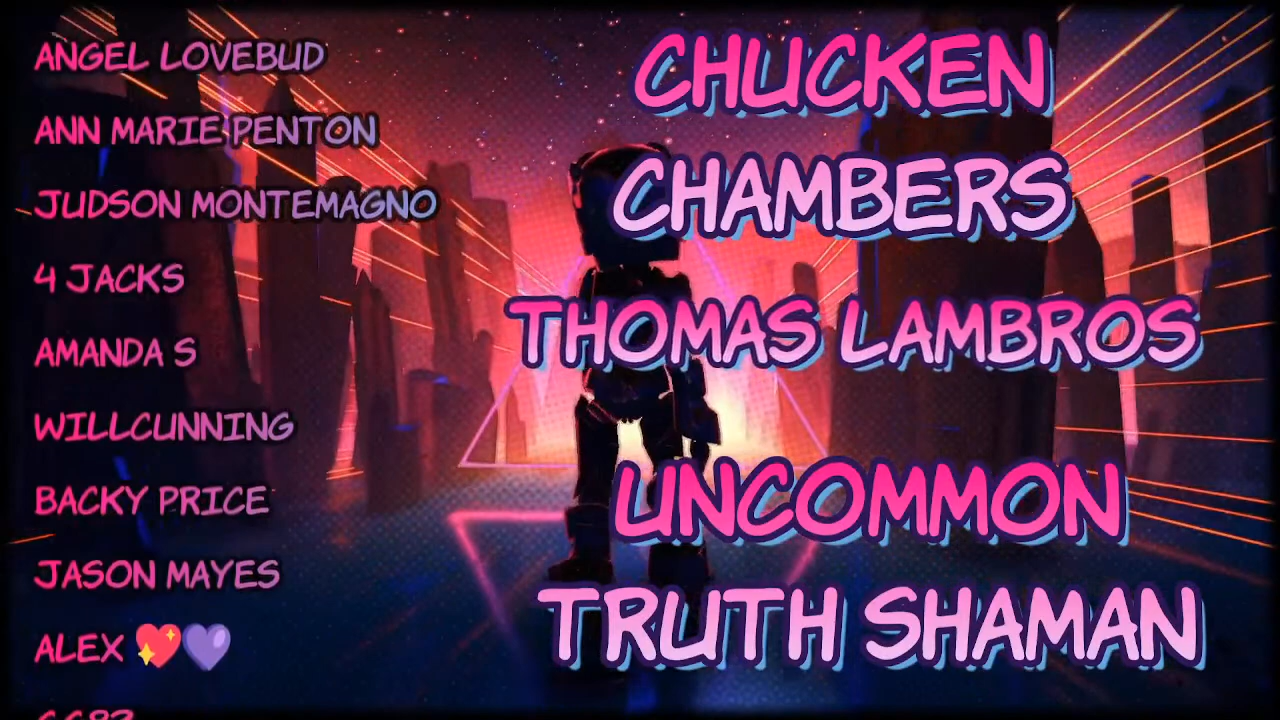 ANGEL LOVEBUD
ANN MARIE PENTON
JUDSON MONTEMAGNO
4 JACKS
AMANDA S
WILLCUNNING
BACKY PRICE
JASON MAYES
ALEX 💖💜
CHUCKEN
CHAMBERS
THOMAS LAMBROS
UNCOMMON
TRUTH SHAMAN